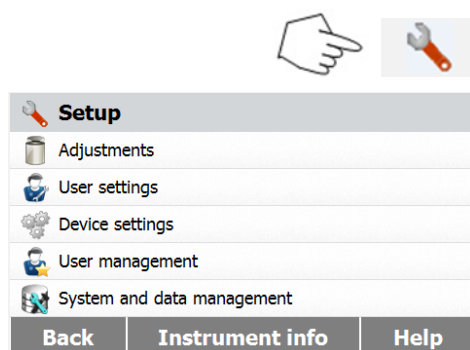 Setup
Adjustments
User settings
Device settings
User management
System and data management
Back Instrument info Help